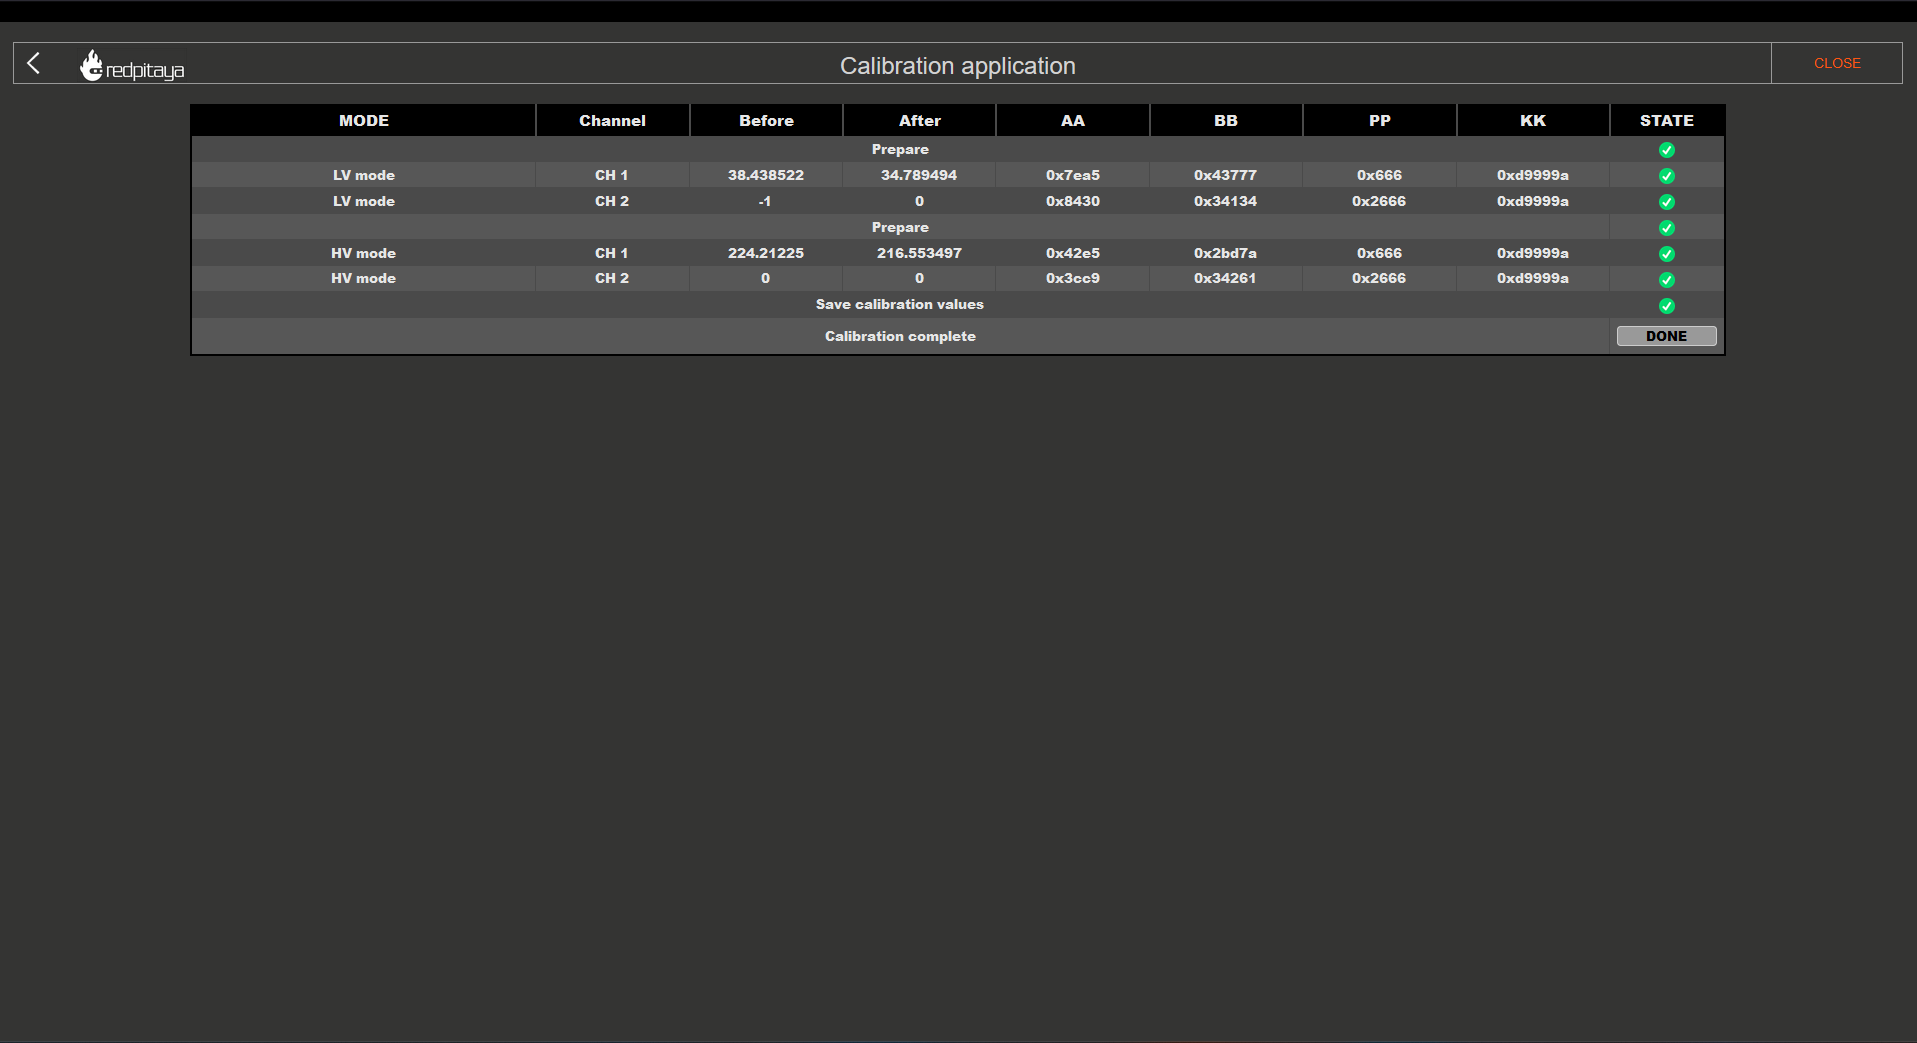 redpitaya Calibration application CLOSE
MODE Channel Before After AA BB PP KK STATE
Prepare
LV mode CH 1 38.438522 34.789494 0x7ea5 0x43777 0x666 0xd9999a
LV mode CH 2 -1 0 0x8430 0x34134 0x2666 0xd9999a
Prepare
HV mode CH 1 224.21225 216.553497 0x42e5 0x2bd7a 0x666 0xd9999a
HV mode CH 2 0 0 0x3cc9 0x34261 0x2666 0xd9999a
Save calibration values
Calibration complete DONE